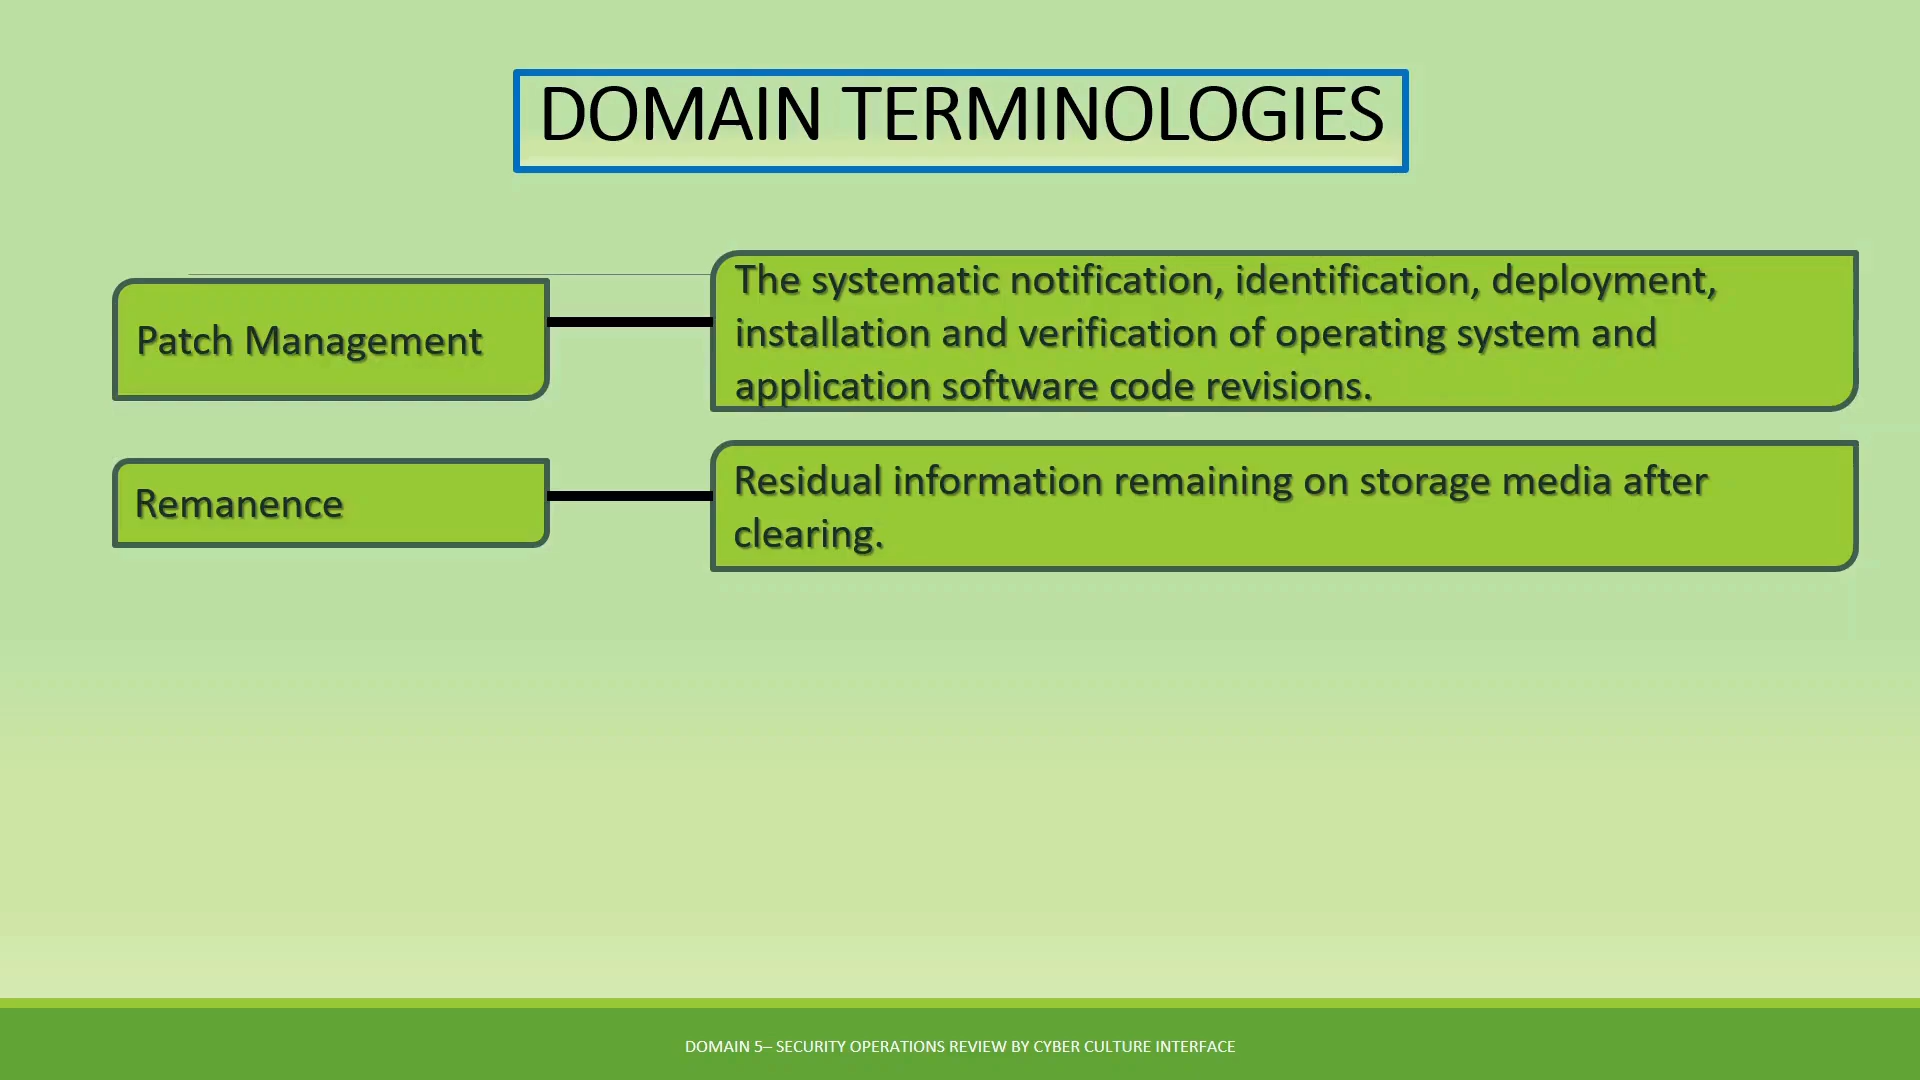 DOMAIN TERMINOLOGIES
Patch Management
The systematic notification, identification, deployment,
installation and verification of operating system and
application software code revisions.
Remanence
Residual information remaining on storage media after
clearing.
DOMAIN 5– SECURITY OPERATIONS REVIEW BY CYBER CULTURE INTERFACE